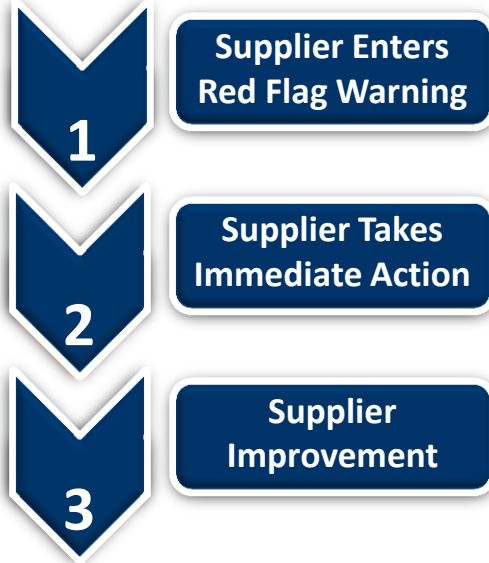 1
Supplier Enters
Red Flag Warning
2
Supplier Takes
Immediate Action
3
Supplier
Improvement